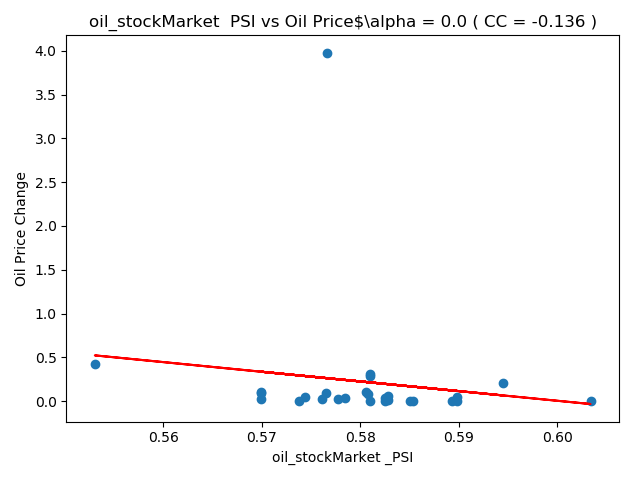 oil_stockMarket  PSI vs Oil Price$\alpha = 0.0 ( CC = -0.136 )
4.0
3.5
3.0
2.5
2.0
1.5
1.0
0.5
0.0
Oil Price Change
0.56 0.57 0.58 0.59 0.60
oil_stockMarket _PSI